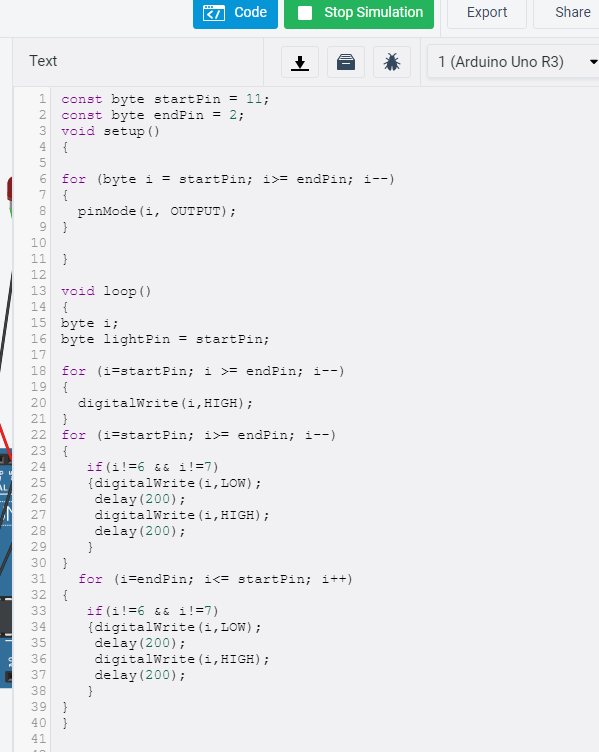 Code
Stop Simulation
Export
Share
Text
1 (Arduino Uno R3)
1 const byte startPin = 11;
2 const byte endPin = 2;
3 void setup()
4 {
5
6 for (byte i = startPin; i>= endPin; i--)
7 {
8   pinMode(i, OUTPUT);
9 }
10
11 }
12
13 void loop()
14 {
15 byte i;
16 byte lightPin = startPin;
17
18 for (i=startPin; i >= endPin; i--)
19 {
20   digitalWrite(i,HIGH);
21 }
22 for (i=startPin; i>= endPin; i--)
23 {
24    if(i!=6 && i!=7)
25    {digitalWrite(i,LOW);
26     delay(200);
27     digitalWrite(i,HIGH);
28     delay(200);
29    }
30 }
31   for (i=endPin; i<= startPin; i++)
32 {
33    if(i!=6 && i!=7)
34    {digitalWrite(i,LOW);
35     delay(200);
36     digitalWrite(i,HIGH);
37     delay(200);
38    }
39 }
40 }
41